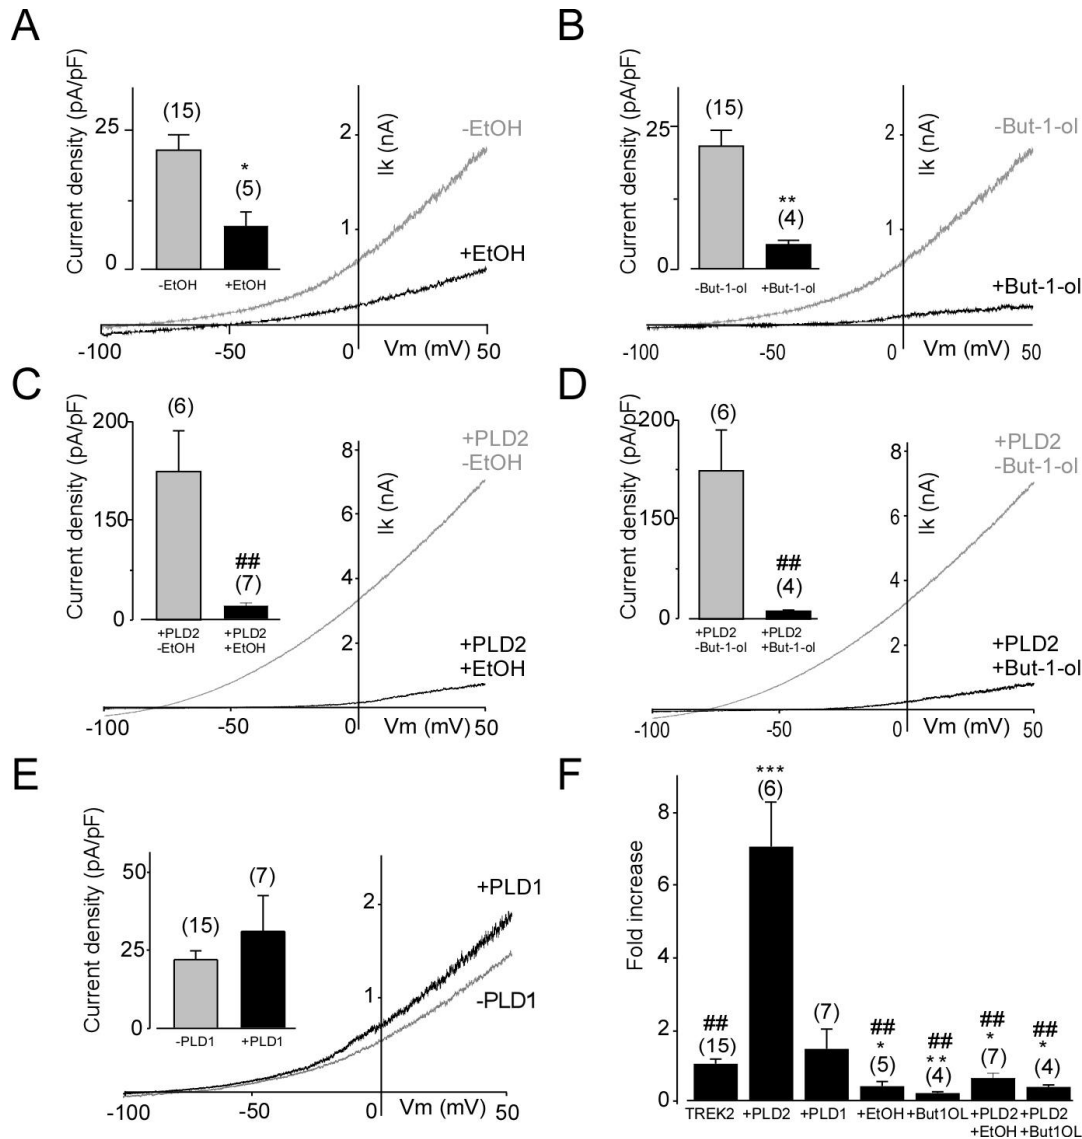 A
Current density (pA/pF)
25
0
(15)
*
(5)
-EtOH
+EtOH
Ik (nA)
2
1
-EtOH
+EtOH
-100
-50
0
Vm (mV)
50
B
Current density (pA/pF)
25
0
(15)
**
(4)
-But-1-ol
+But-1-ol
Ik (nA)
2
1
-But-1-ol
+But-1-ol
-100
-50
0
Vm (mV)
50
C
Current density (pA/pF)
200
150
0
(6)
##
(7)
+PLD2
-EtOH
+PLD2
+EtOH
Ik (nA)
8
6
4
2
+PLD2
-EtOH
+PLD2
+EtOH
-100
-50
0
Vm (mV)
50
D
Current density (pA/pF)
200
150
0
(6)
##
(4)
+PLD2
-But-1-ol
+PLD2
+But-1-ol
Ik (nA)
8
6
4
2
+PLD2
-But-1-ol
+PLD2
+But-1-ol
-100
-50
0
Vm (mV)
50
E
Current density (pA/pF)
50
25
0
(15)
(7)
-PLD1
+PLD1
2
1
+PLD1
-PLD1
-100
-50
0
Vm (mV)
50
F
Fold increase
8
6
4
2
0
##
(15)
***
(6)
(7)
##
*
(5)
##
**
(4)
##
*
(7)
##
*
(4)
TREK2
+PLD2
+PLD1
+EtOH
+But1OL
+PLD2
+EtOH
+PLD2
+But1OL